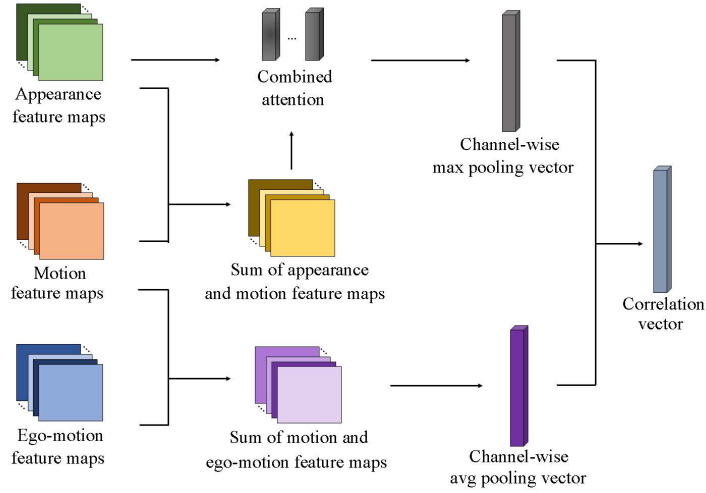 Appearance
feature maps
...
Combined
attention
Channel-wise
max pooling vector
Motion
feature maps
Sum of appearance
and motion feature maps
Correlation
vector
Ego-motion
feature maps
Sum of motion and
ego-motion feature maps
Channel-wise
avg pooling vector